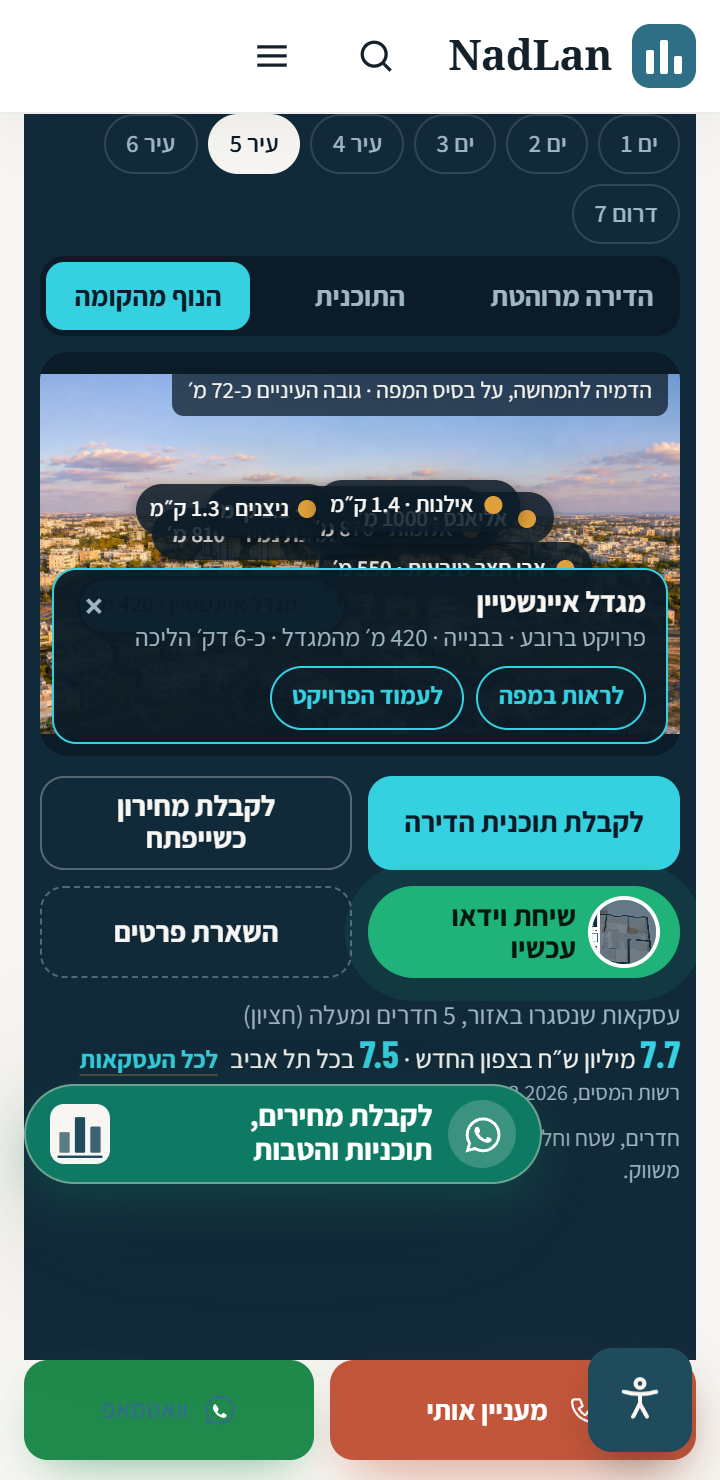 NadLan
ים 1
ים 2
ים 3
עיר 4
עיר 5
עיר 6
דרום 7
הדירה מרוהטת
התוכנית
הנוף מהקומה
הדמיה להמחשה, על בסיס המפה · גובה העיניים כ-72 מ׳
אילנות · 1.4 ק״מ
ניצנים · 1.3 ק״מ
אליאנס · 1000 מ׳
מגדל איינשטיין
×
פרויקט ברובע · בבנייה · 420 מ׳ מהמגדל · כ-6 דק׳ הליכה
לראות במפה
לעמוד הפרויקט
לקבלת תוכנית הדירה
לקבלת מחירון
כשייפתח
שיחת וידאו
עכשיו
השארת פרטים
עסקאות שנסגרו באזור, 5 חדרים ומעלה (חציון)
7.7 מיליון ש״ח בצפון החדש · 7.5 בכל תל אביב לכל העסקאות
רשות המסים, 2026
לקבלת מחירים,
תוכניות והטבות
חדרים, שטח
משווק.
מעניין אותי
וואטסאפ